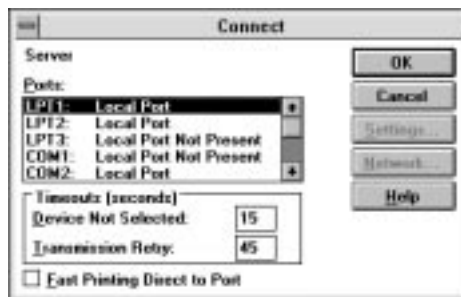 Connect
Server
Ports:
LPT1: Local Port
LPT2: Local Port
LPT3: Local Port Not Present
COM1: Local Port Not Present
COM2: Local Port
Timeouts (seconds)
Device Not Selected: 15
Transmission Retry: 45
Fast Printing Direct to Port
OK
Cancel
Settings...
Network...
Help